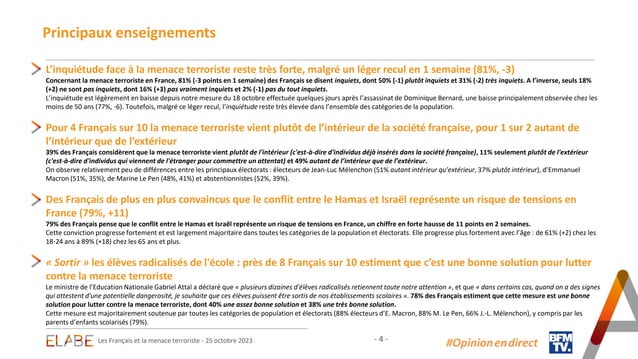 Principaux enseignements
L’inquiétude face à la menace terroriste reste très forte, malgré un léger recul en 1 semaine (81%, -3)
Concernant la menace terroriste en France, 81% (-3 points en 1 semaine) des Français se disent inquiets, dont 50% (-1) plutôt inquiets et 31% (-2) très inquiets. A l’inverse, seuls 18%
(+2) ne sont pas inquiets, dont 16% (+3) pas vraiment inquiets et 2% (-1) pas du tout inquiets.
L’inquiétude est légèrement en baisse depuis notre mesure du 18 octobre effectuée quelques jours après l’assassinat de Dominique Bernard, une baisse principalement observée chez les
moins de 50 ans (77%, -6). Toutefois, malgré ce léger recul, l’inquiétude reste très élevée dans l’ensemble des catégories de la population.
Pour 4 Français sur 10 la menace terroriste vient plutôt de l’intérieur de la société française, pour 1 sur 2 autant de
l’intérieur que de l’extérieur
39% des Français considèrent que la menace terroriste vient plutôt de l’intérieur (c'est-à-dire d'individus déjà insérés dans la société française), 11% seulement plutôt de l’extérieur
(c'est-à-dire d'individus qui viennent de l'étranger pour commettre un attentat) et 49% autant de l’intérieur que de l’extérieur.
On observe relativement peu de différences entre les principaux électorats : électeurs de Jean-Luc Mélenchon (51% autant intérieur qu’extérieur, 37% plutôt intérieur), d’Emmanuel
Macron (51%, 35%), de Marine Le Pen (48%, 41%) et abstentionnistes (52%, 39%).
Des Français de plus en plus convaincus que le conflit entre le Hamas et Israël représente un risque de tensions en
France (79%, +11)
79% des Français pense que le conflit entre le Hamas et Israël représente un risque de tensions en France, un chiffre en forte hausse de 11 points en 2 semaines.
Cette conviction progresse fortement et est largement majoritaire dans toutes les catégories de la population et électorats. Elle progresse plus fortement avec l’âge : de 61% (+2) chez les
18-24 ans à 89% (+18) chez les 65 ans et plus.
« Sortir » les élèves radicalisés de l'école : près de 8 Français sur 10 estiment que c’est une bonne solution pour lutter
contre la menace terroriste
Le ministre de l’Education Nationale Gabriel Attal a déclaré que « plusieurs dizaines d’élèves radicalisés retiennent toute notre attention », et que « dans certains cas, quand on a des signes
qui attestent d’une potentielle dangerosité, je souhaite que ces élèves puissent être sortis de nos établissements scolaires ». 78% des Français estiment que cette mesure est une bonne
solution pour lutter contre la menace terroriste, dont 40% une assez bonne solution et 38% une très bonne solution.
Cette mesure est majoritairement soutenue par toutes les catégories de population et électorats (88% électeurs d’E. Macron, 88% M. Le Pen, 66% J.-L. Mélenchon), y compris par les
parents d’enfants scolarisés (79%).
ELABE
Les Français et la menace terroriste - 25 octobre 2023
- 4 -
#Opinion en direct
BFM
TV.